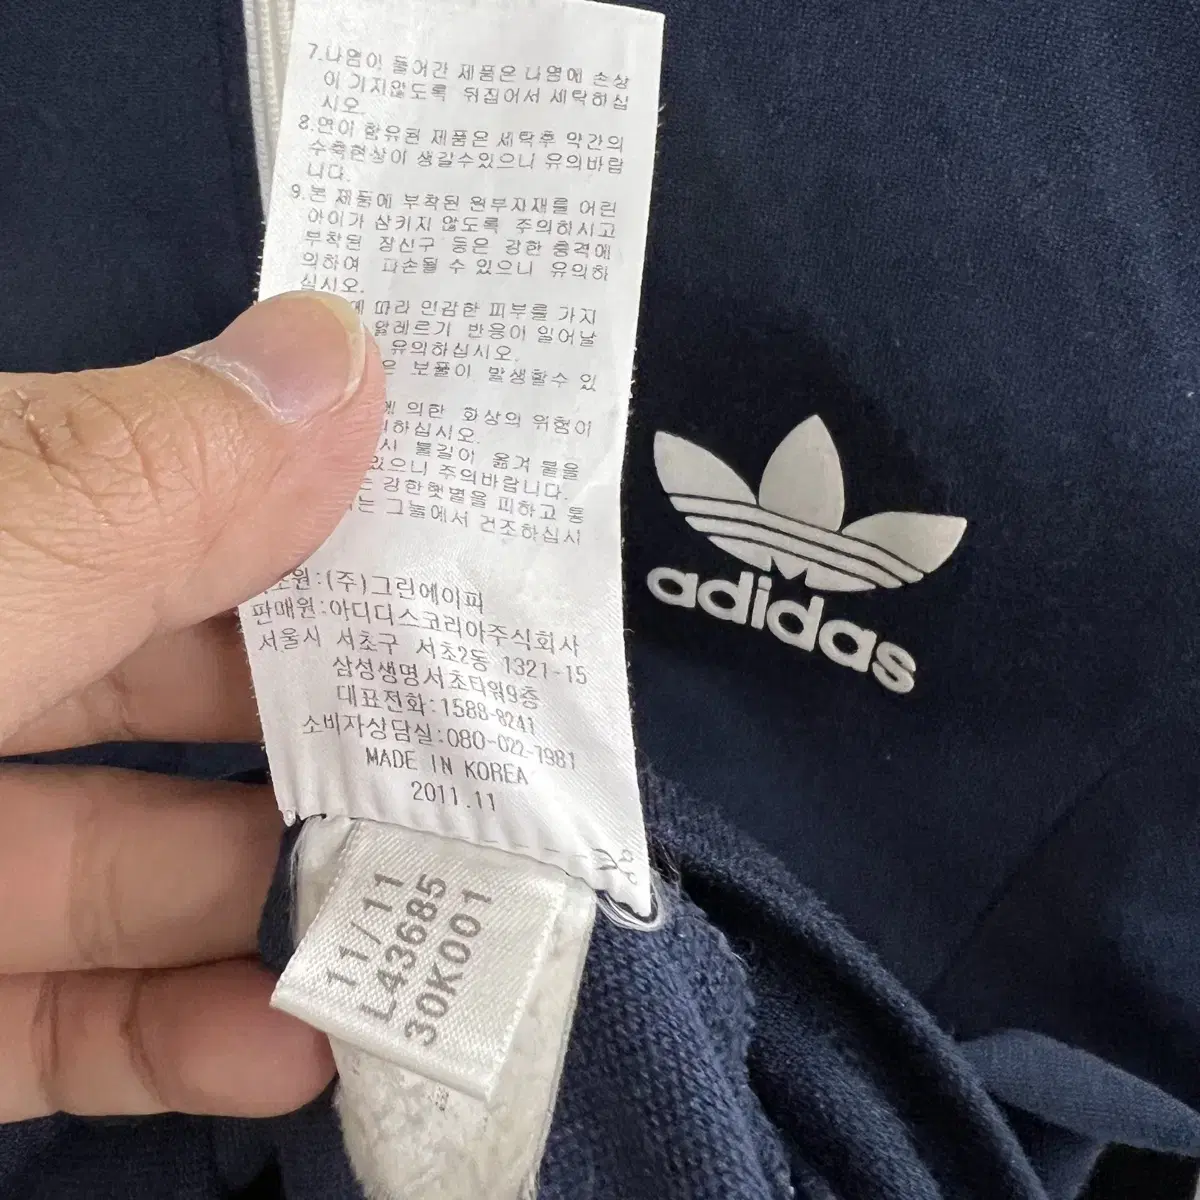 7.나염이 들어간 제품은 나염에 손상
이 가지않도록 뒤집어서 세탁하십
시오.
8.면이 함유된 제품은 세탁후 약간의
수축현상이 생길수있으니 유의바랍
니다.
9.본 제품에 부착된 원부자재를 어린
아이가 삼키지 않도록 주의하시고
부착된 장신구 등은 강한 충격에
의하여 파손될 수 있으니 유의하
십시오.
에 따라 민감한 피부를 가지
알레르기 반응이 일어날
유의하십시오.
은 보풀이 발생할수 있
에 의한 화상의 위험이
하십시오.
시 불길이 옮겨 붙을
있으니 주의바랍니다.
는 강한햇볕을 피하고 통
는 그늘에서 건조하십시
조원:(주)그린에이피
판매원:아디다스코리아주식회사
서울시 서초구 서초2동 1321-15
삼성생명서초타워9층
대표전화:1588-8241
소비자상담실:080-022-7981
MADE IN KOREA
2011.11
11/11
L43685
30K001
adidas